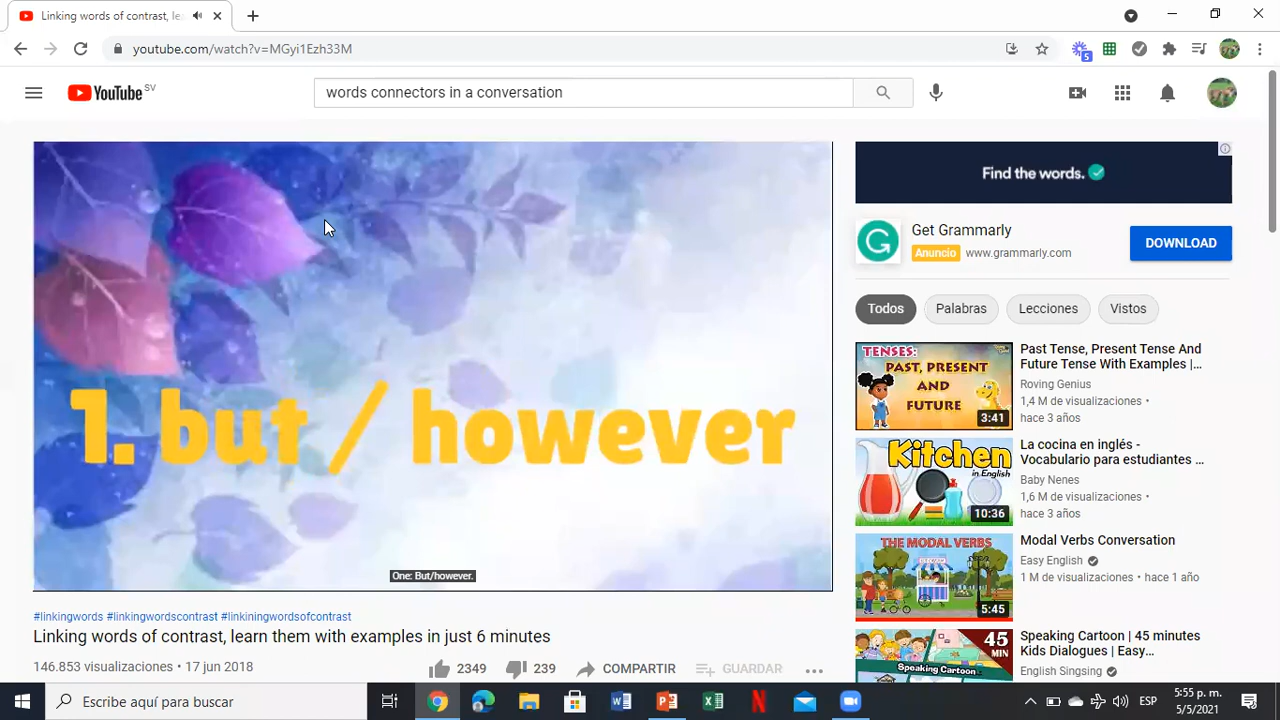 Linking words of contrast, le
youtube.com/watch?v=MGyi1Ezh33M
5
YouTube SV
words connectors in a conversation
Find the words.
Get Grammarly
Anuncio www.grammarly.com
DOWNLOAD
Todos Palabras Lecciones Vistos
TENSES:
PAST, PRESENT
AND
FUTURE
3:41
Past Tense, Present Tense And
Future Tense With Examples |...
Roving Genius
1,4 M de visualizaciones •
hace 3 años
Kitchen
in English
10:36
La cocina en inglés -
Vocabulario para estudiantes ...
Baby Nenes
1,6 M de visualizaciones •
hace 3 años
THE MODAL VERBS
5:45
Modal Verbs Conversation
Easy English
1 M de visualizaciones • hace 1 año
45
MIN
Speaking Cartoon
Speaking Cartoon | 45 minutes
Kids Dialogues | Easy...
English Singsing
1. but / however
One: But/however.
#linkingwords #linkingwordscontrast #linkiningwordsofcontrast
Linking words of contrast, learn them with examples in just 6 minutes
146.853 visualizaciones • 17 jun 2018
2349 239 COMPARTIR GUARDAR ...
Escribe aquí para buscar
ESP
5:55 p. m.
5/5/2021